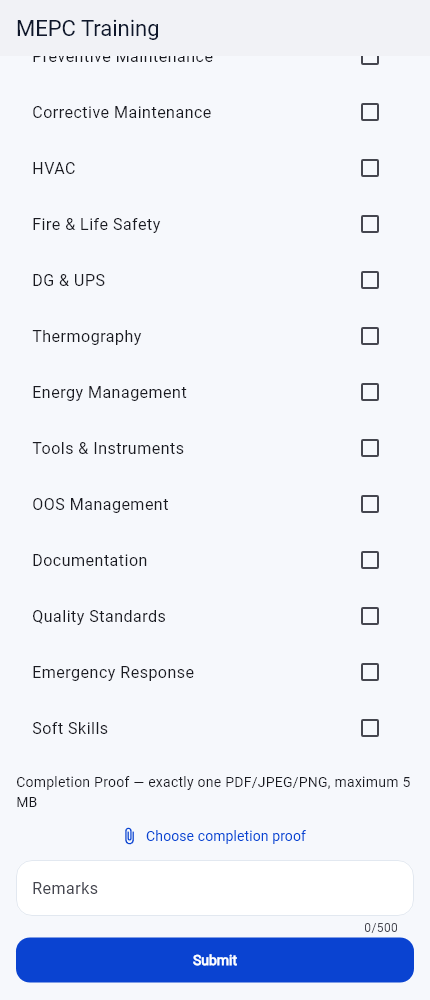 MEPC Training
Preventive Maintenance
Corrective Maintenance
HVAC
Fire & Life Safety
DG & UPS
Thermography
Energy Management
Tools & Instruments
OOS Management
Documentation
Quality Standards
Emergency Response
Soft Skills
Completion Proof — exactly one PDF/JPEG/PNG, maximum 5
MB
Choose completion proof
Remarks
0/500
Submit